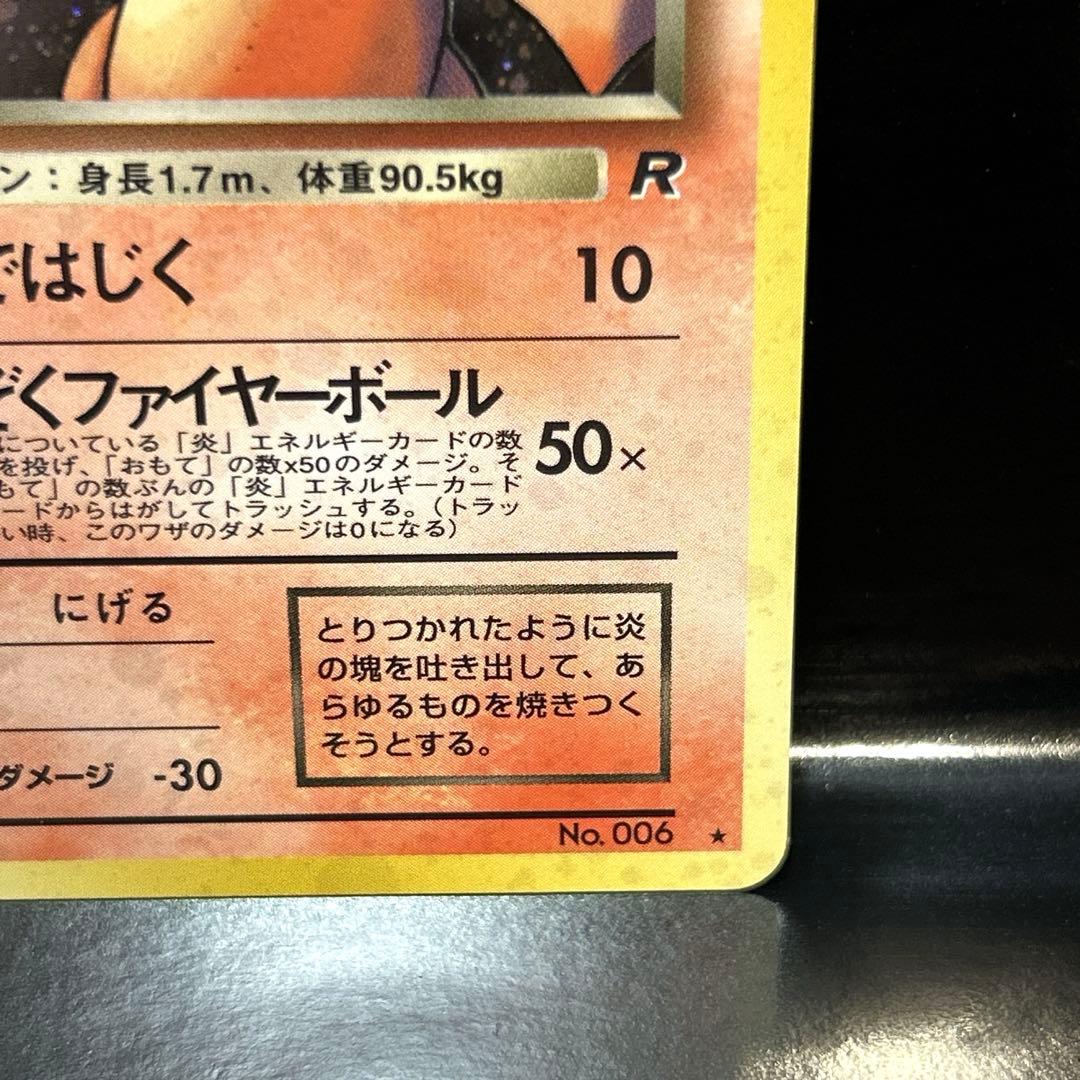 ン：身長1.7m、体重90.5kg R
ではじく 10
ぞくファイヤーボール
についている「炎」エネルギーカードの数
を投げ、「おもて」の数x50のダメージ。そ
もて」の数ぶんの「炎」エネルギーカード
ードからはがしてトラッシュする。（トラッ
い時、このワザのダメージは0になる）
50×
にげる
とりつかれたように炎
の塊を吐き出して、あ
らゆるものを焼きつく
そうとする。
ダメージ -30
No. 006 ★